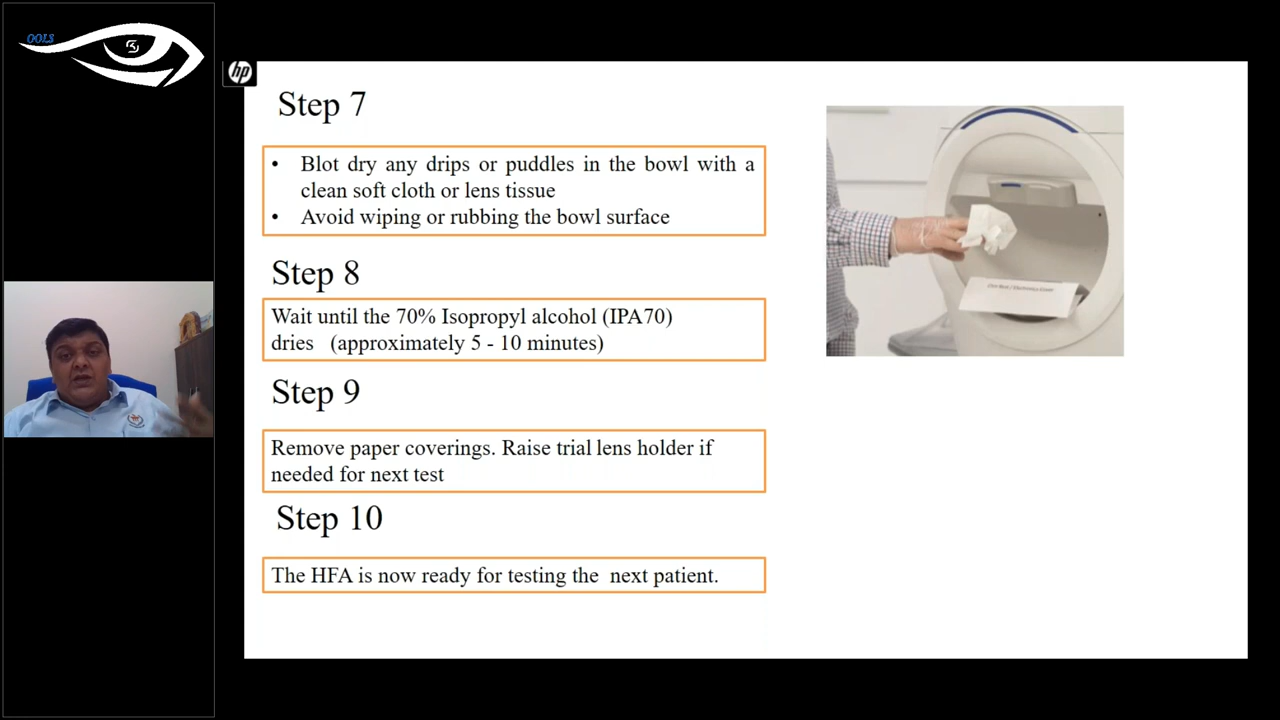 OOLS
hp
Step 7
• Blot dry any drips or puddles in the bowl with a
clean soft cloth or lens tissue
• Avoid wiping or rubbing the bowl surface
Step 8
Wait until the 70% Isopropyl alcohol (IPA70)
dries (approximately 5 - 10 minutes)
Step 9
Remove paper coverings. Raise trial lens holder if
needed for next test
Step 10
The HFA is now ready for testing the next patient.